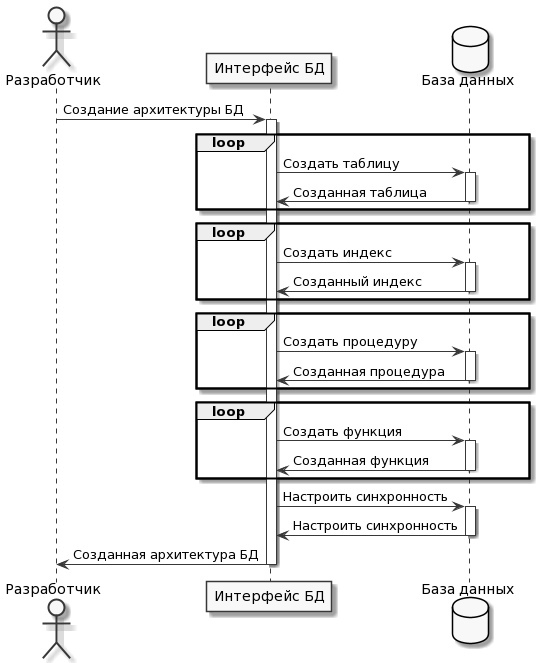 Разработчик
Интерфейс БД
База данных
Создание архитектуры БД
loop
Создать таблицу
Созданная таблица
loop
Создать индекс
Созданный индекс
loop
Создать процедуру
Созданная процедура
loop
Создать функция
Созданная функция
Настроить синхронность
Настроить синхронность
Созданная архитектура БД
Разработчик
Интерфейс БД
База данных